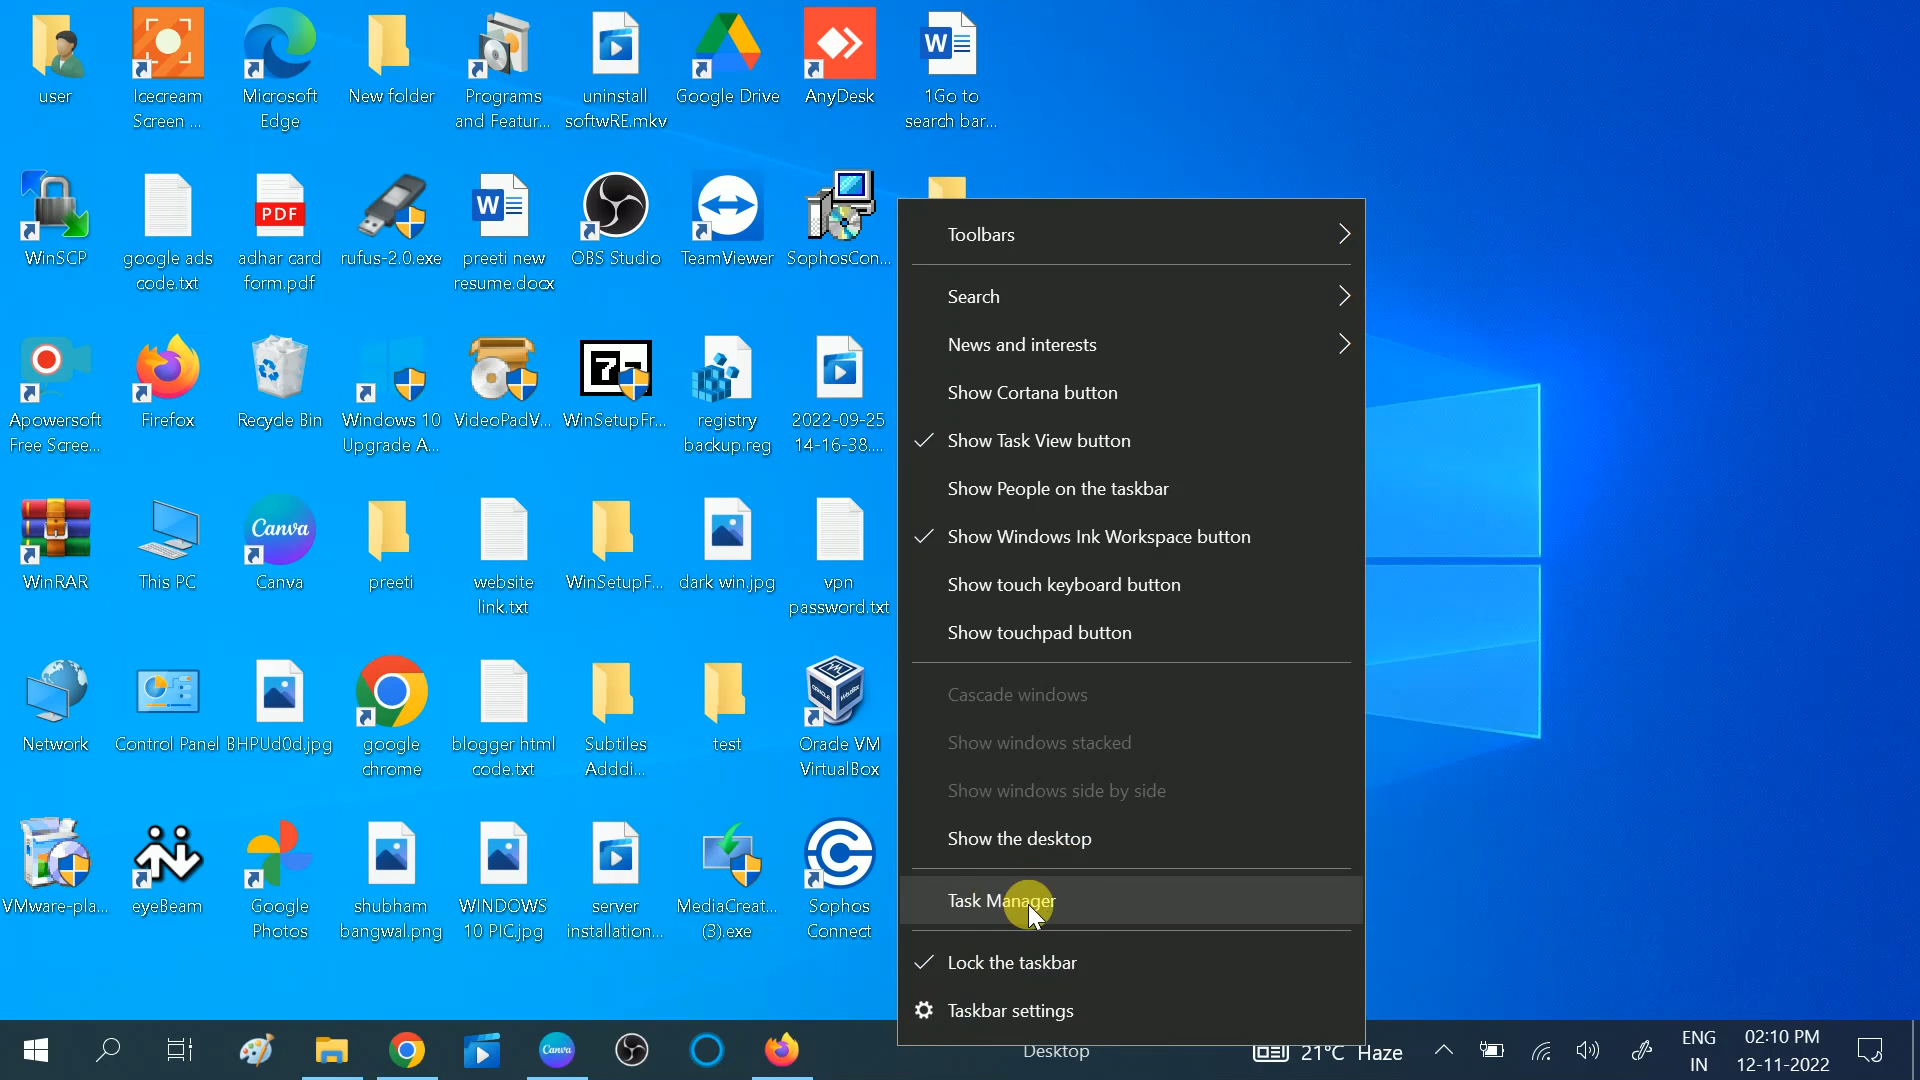 user
Icecream
Screen ...
Microsoft
Edge
New folder
Programs
and Featur...
uninstall
softwRE.mkv
Google Drive
AnyDesk
W
1Go to
search bar...
WinSCP
google ads
code.txt
PDF
adhar card
form.pdf
rufus-2.0.exe
W
preeti new
resume.docx
OBS Studio
TeamViewer
SophosCon...
Apowersoft
Free Scree...
Firefox
Recycle Bin
Windows 10
Upgrade A...
VideoPadV...
WinSetupFr...
registry
backup.reg
2022-09-25
14-16-38....
WinRAR
This PC
Canva
Canva
preeti
website
link.txt
WinSetupF...
dark win.jpg
vpn
password.txt
Network
Control Panel
BHPUd0d.jpg
google
chrome
blogger html
code.txt
Subtiles
Adddi...
test
Oracle VM
VirtualBox
VMware-pla...
eyeBeam
Google
Photos
shubham
bangwal.png
WINDOWS
10 PIC.jpg
server
installation...
MediaCreat...
(3).exe
Sophos
Connect
Toolbars
Search
News and interests
Show Cortana button
Show Task View button
Show People on the taskbar
Show Windows Ink Workspace button
Show touch keyboard button
Show touchpad button
Cascade windows
Show windows stacked
Show windows side by side
Show the desktop
Task Manager
Lock the taskbar
Taskbar settings
Canva
Desktop
21°C Haze
ENG
IN
02:10 PM
12-11-2022